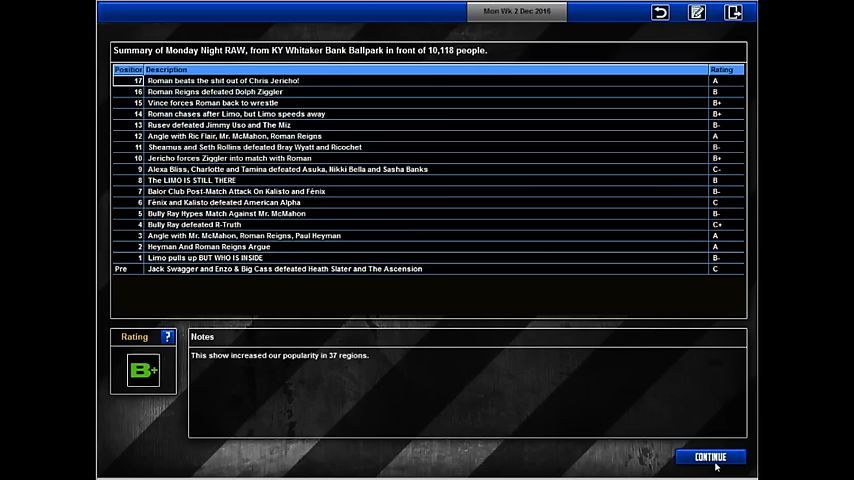 Mon Wk 2 Dec 2016
Summary of Monday Night RAW, from KY Whitaker Bank Ballpark in front of 10,118 people.
Position Description Rating
17 Roman beats the shit out of Chris Jericho! A
16 Roman Reigns defeated Dolph Ziggler B
15 Vince forces Roman back to wrestle B+
14 Roman chases after Limo, but Limo speeds away B+
13 Rusev defeated Jimmy Uso and The Miz B-
12 Angle with Ric Flair, Mr. McMahon, Roman Reigns A
11 Sheamus and Seth Rollins defeated Bray Wyatt and Ricochet B-
10 Jericho forces Ziggler into match with Roman B+
9 Alexa Bliss, Charlotte and Tamina defeated Asuka, Nikki Bella and Sasha Banks C-
8 The LIMO IS STILL THERE B
7 Balor Club Post-Match Attack On Kalisto and Fénix B-
6 Fénix and Kalisto defeated American Alpha C
5 Bully Ray Hypes Match Against Mr. McMahon B-
4 Bully Ray defeated R-Truth C+
3 Angle with Mr. McMahon, Roman Reigns, Paul Heyman A
2 Heyman And Roman Reigns Argue A
1 Limo pulls up BUT WHO IS INSIDE B-
Pre Jack Swagger and Enzo & Big Cass defeated Heath Slater and The Ascension C
Rating ? Notes
B+ This show increased our popularity in 37 regions.
CONTINUE